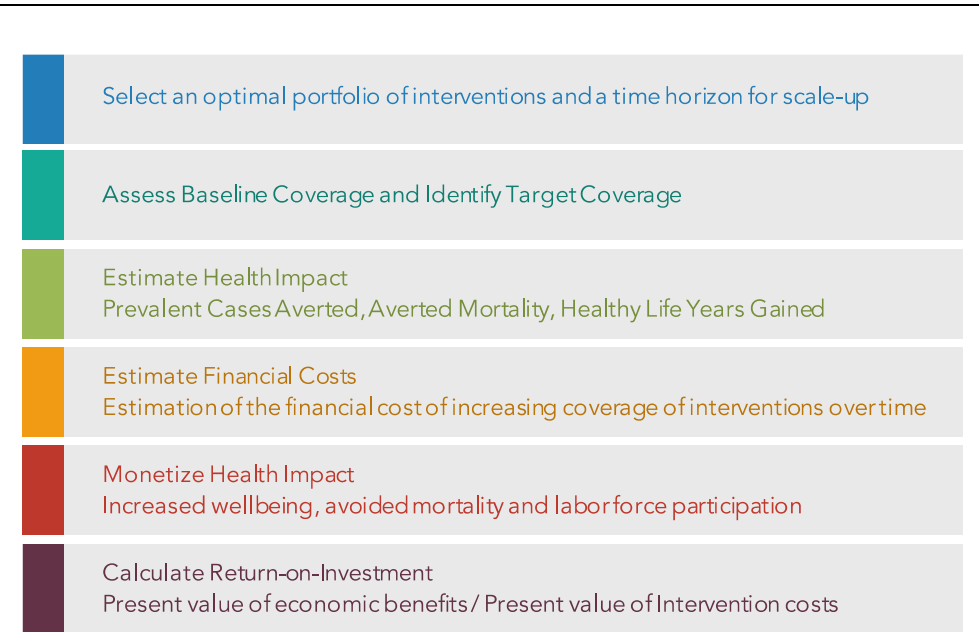 Select an optimal portfolio of interventions and a time horizon for scale-up
Assess Baseline Coverage and Identify Target Coverage
Estimate Health Impact
Prevalent Cases Averted, Averted Mortality, Healthy Life Years Gained
Estimate Financial Costs
Estimation of the financial cost of increasing coverage of interventions over time
Monetize Health Impact
Increased wellbeing, avoided mortality and labor force participation
Calculate Return-on-Investment
Present value of economic benefits / Present value of Intervention costs